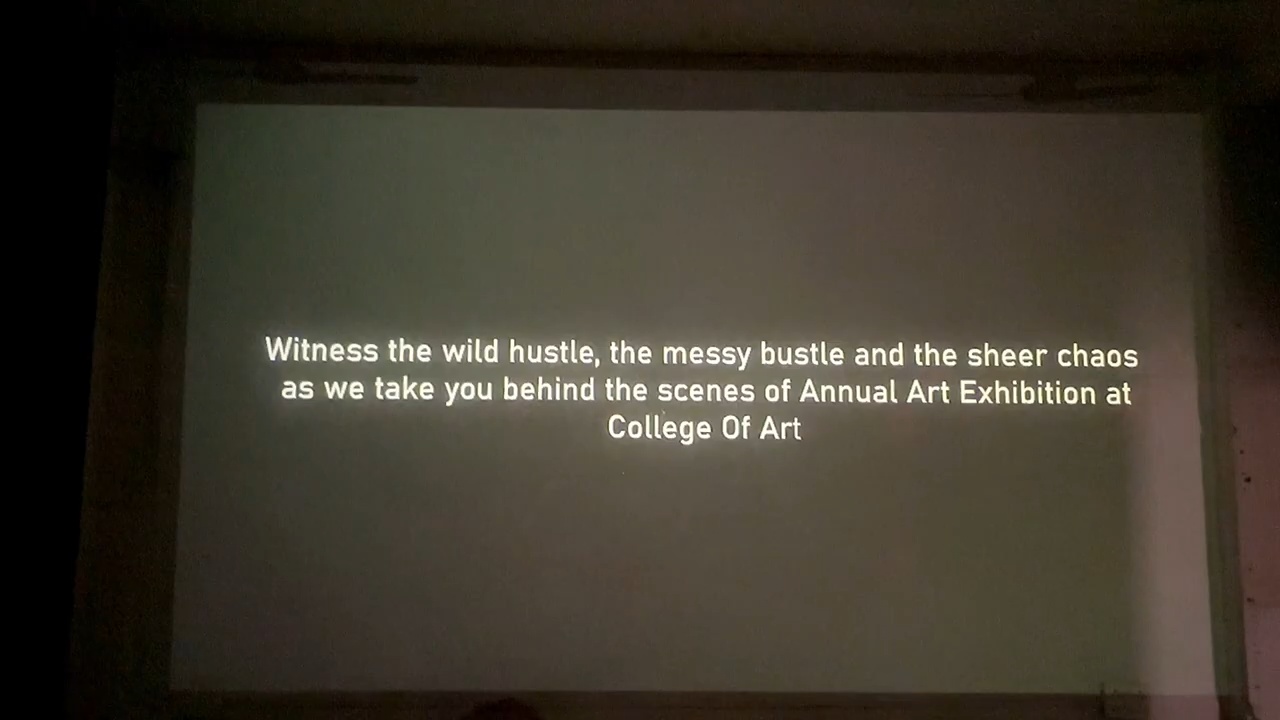 Witness the wild hustle, the messy bustle and the sheer chaos
as we take you behind the scenes of Annual Art Exhibition at
College Of Art